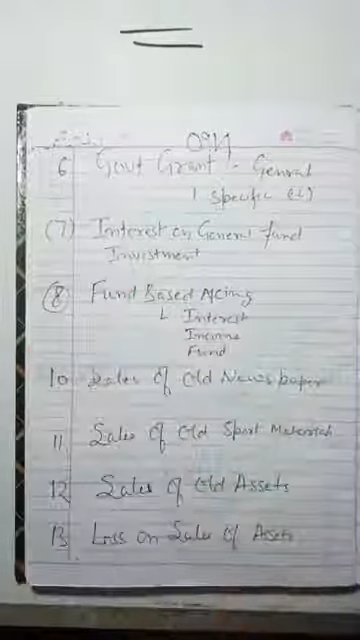 6 Govt Grant - General
Specific (L)
(7) Interest on General fund
Investment
(8) Fund Based A/cing
Interest
Income
Fund
10 Sales of Old Newspaper
11 Sales of Old Sport Materials
12 Sales of Old Assets
13 Loss on Sales of Assets